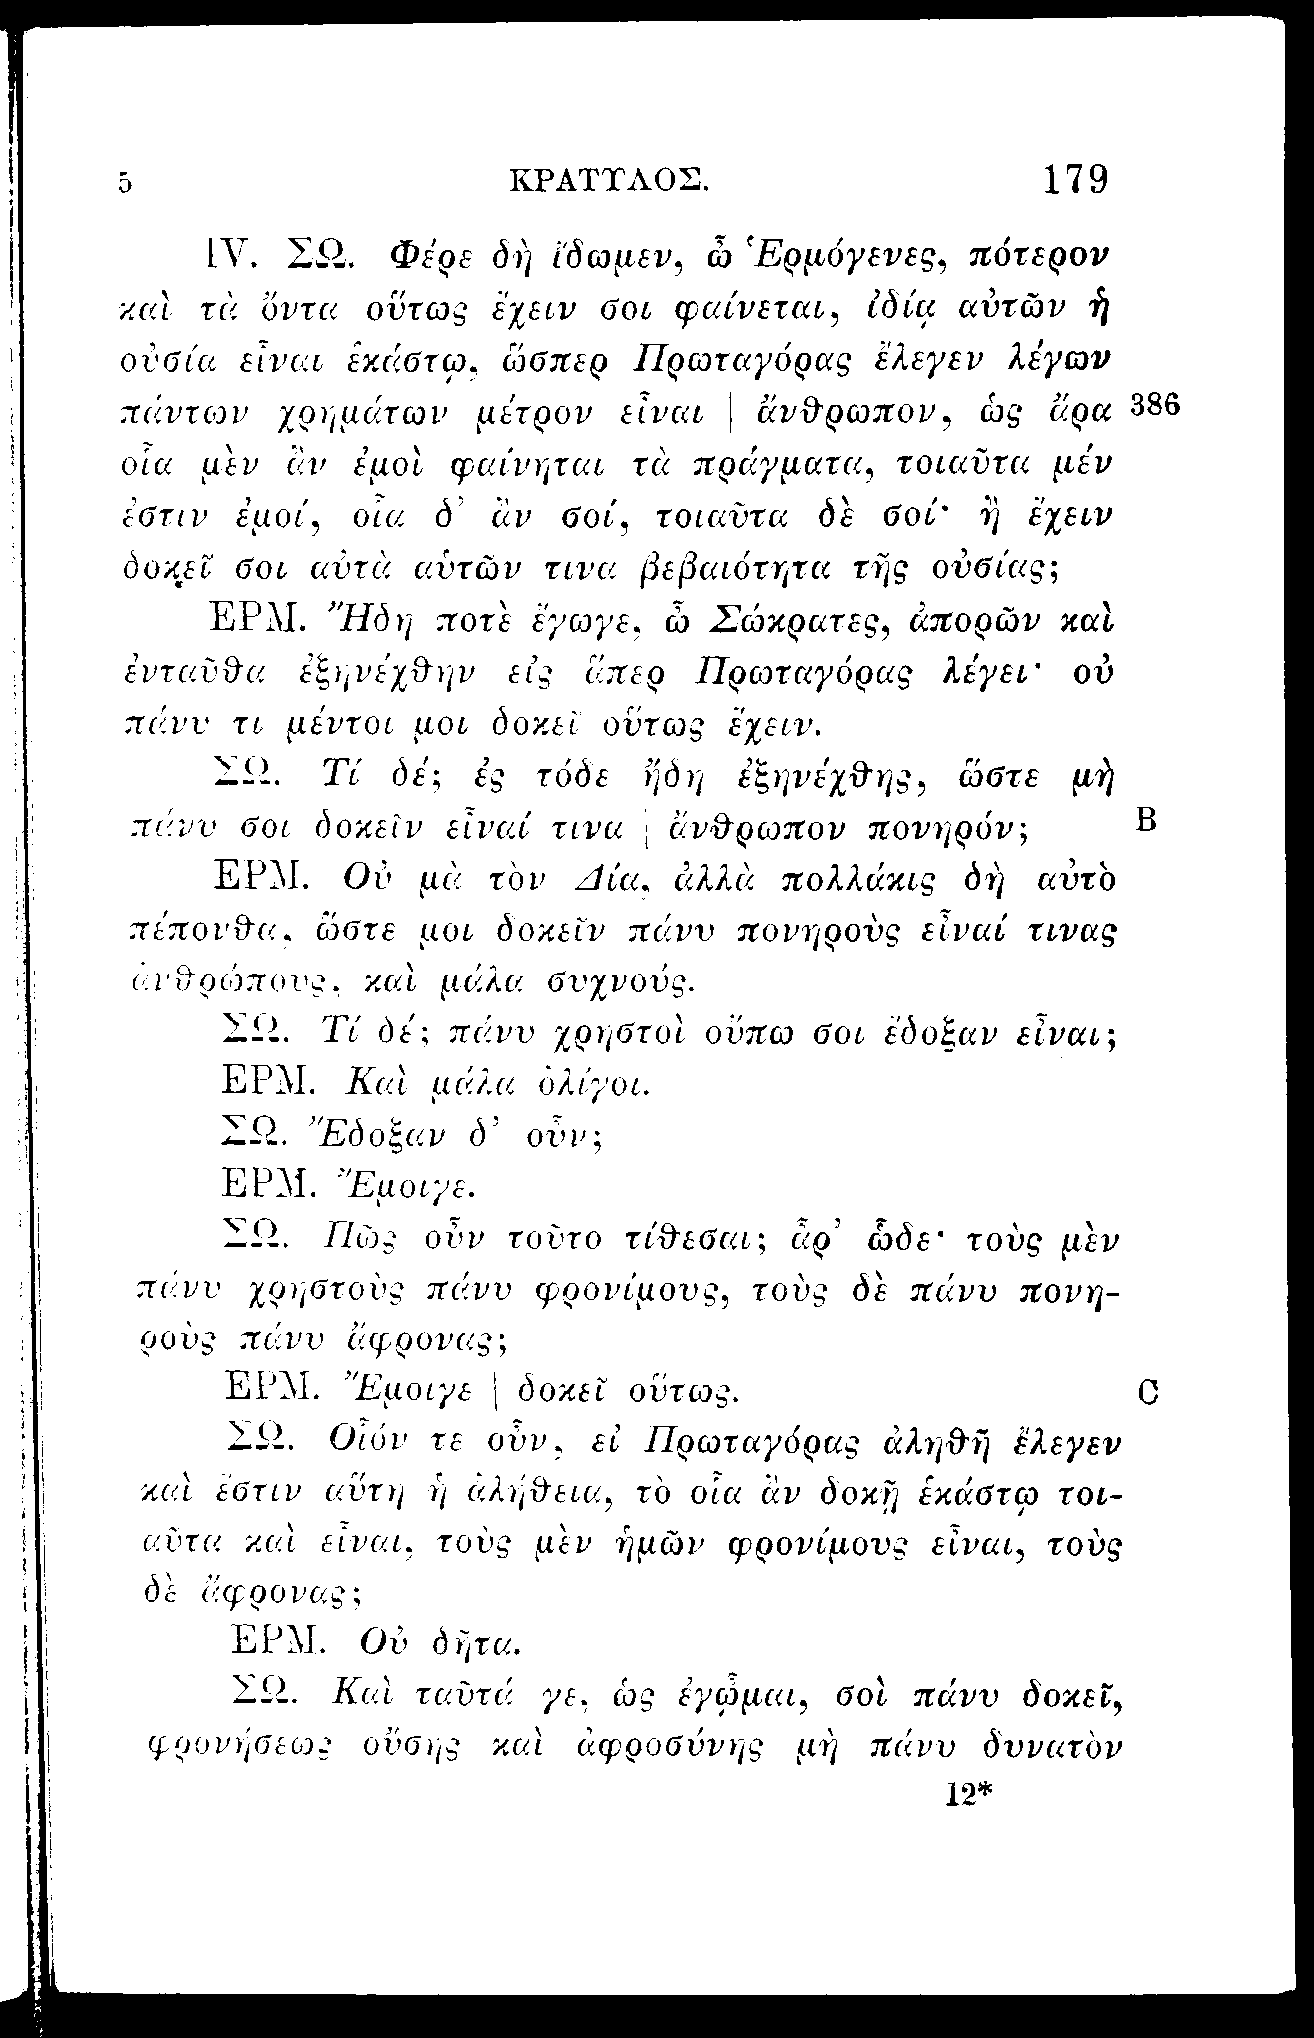 5 ΚΡΑΤΥΛΟΣ. 179
IV. ΣΩ. Φέρε δὴ ἴδωμεν, ὦ Ἑρμόγενες, πότερον
καὶ τὰ ὄντα οὕτως ἔχειν σοι φαίνεται, ἰδίᾳ αὐτῶν ἡ
οὐσία εἶναι ἑκάστῳ, ὥσπερ Πρωταγόρας ἔλεγεν λέγων
πάντων χρημάτων μέτρον εἶναι | ἄνθρωπον, ὡς ἄρα 386
οἷα μὲν ἂν ἐμοὶ φαίνηται τὰ πράγματα, τοιαῦτα μέν
ἐστιν ἐμοί, οἷα δ’ ἂν σοί, τοιαῦτα δὲ σοί· ἢ ἔχειν
δοκεῖ σοι αὐτὰ αὑτῶν τινα βεβαιότητα τῆς οὐσίας;
ΕΡΜ. Ἤδη ποτὲ ἔγωγε, ὦ Σώκρατες, ἀπορῶν καὶ
ἐνταῦθα ἐξηνέχθην εἰς ἅπερ Πρωταγόρας λέγει· οὐ
πάνυ τι μέντοι μοι δοκεῖ οὕτως ἔχειν.
ΣΩ. Τί δέ; ἐς τόδε ἤδη ἐξηνέχθης, ὥστε μὴ
πάνυ σοι δοκεῖν εἶναί τινα | ἄνθρωπον πονηρόν; B
ΕΡΜ. Οὐ μὰ τὸν Δία, ἀλλὰ πολλάκις δὴ αὐτὸ
πέπονθα, ὥστε μοι δοκεῖν πάνυ πονηροὺς εἶναί τινας
ἀνθρώπους, καὶ μάλα συχνούς.
ΣΩ. Τί δέ; πάνυ χρηστοὶ οὔπω σοι ἔδοξαν εἶναι;
ΕΡΜ. Καὶ μάλα ὀλίγοι.
ΣΩ. Ἔδοξαν δ’ οὖν;
ΕΡΜ. Ἔμοιγε.
ΣΩ. Πῶς οὖν τοῦτο τίθεσαι; ἆρ’ ὧδε· τοὺς μὲν
πάνυ χρηστοὺς πάνυ φρονίμους, τοὺς δὲ πάνυ πονη-
ροὺς πάνυ ἄφρονας;
ΕΡΜ. Ἔμοιγε | δοκεῖ οὕτως. C
ΣΩ. Οἷόν τε οὖν, εἰ Πρωταγόρας ἀληθῆ ἔλεγεν
καὶ ἔστιν αὕτη ἡ ἀλήθεια, τὸ οἷα ἂν δοκῇ ἑκάστῳ τοι-
αῦτα καὶ εἶναι, τοὺς μὲν ἡμῶν φρονίμους εἶναι, τοὺς
δὲ ἄφρονας;
ΕΡΜ. Οὐ δῆτα.
ΣΩ. Καὶ ταῦτά γε, ὡς ἐγᾦμαι, σοὶ πάνυ δοκεῖ,
φρονήσεως οὔσης καὶ ἀφροσύνης μὴ πάνυ δυνατὸν
12*